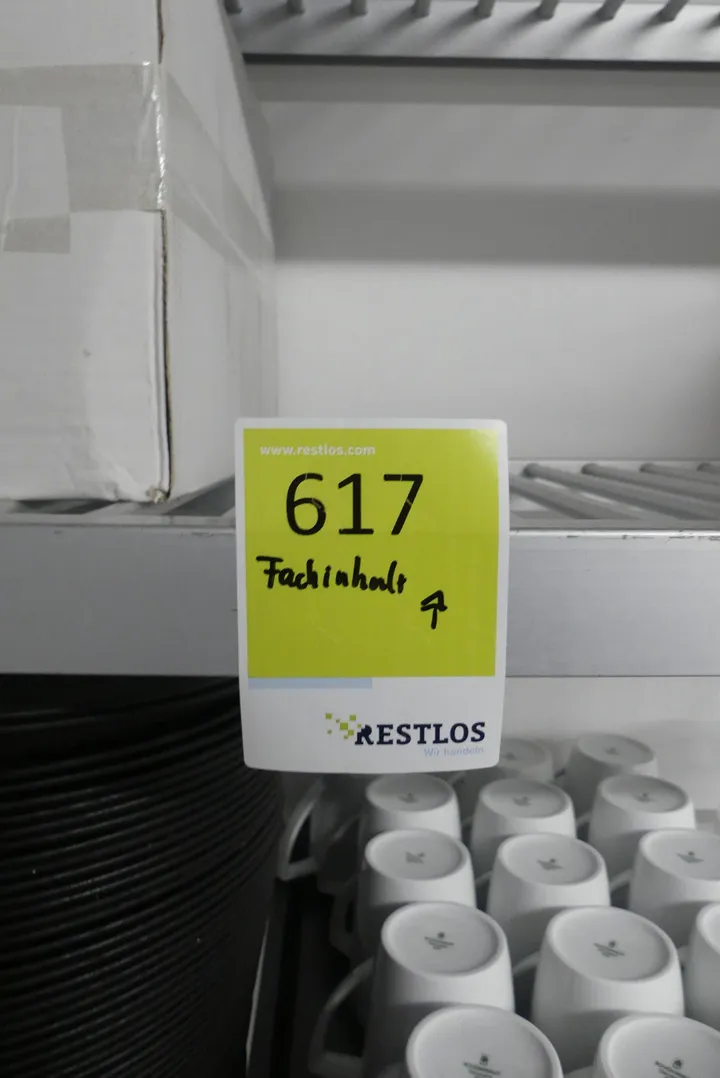 www.restlos.com
617
Fachinhalt
RESTLOS
Wir handeln.